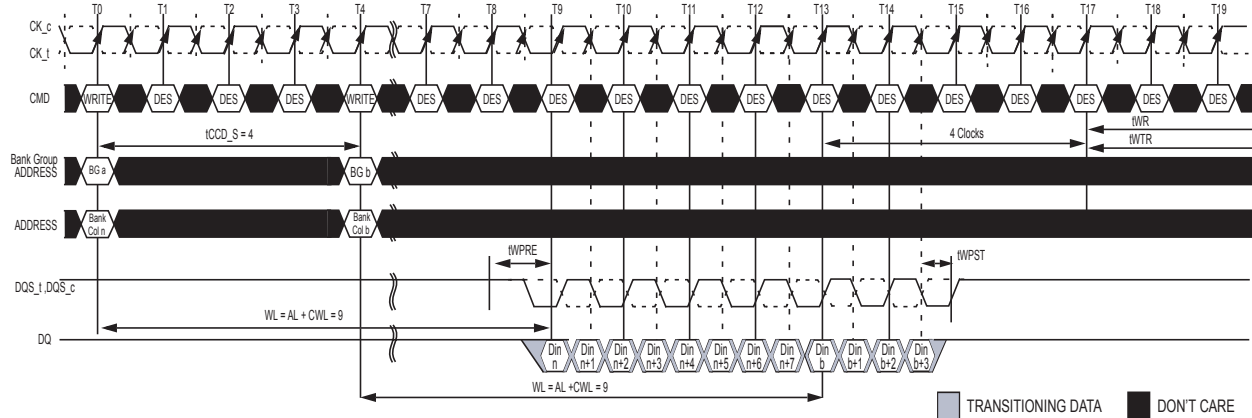 T0 T1 T2 T3 T4 T7 T8 T9 T10 T11 T12 T13 T14 T15 T16 T17 T18 T19
CK_c
CK_t
CMD WRITE DES DES DES WRITE DES DES DES DES DES DES DES DES DES DES DES DES DES
tWR
tCCD_S = 4 4 Clocks
tWTR
Bank Group
ADDRESS
BG a BG b
ADDRESS
Bank
Col n
Bank
Col b
tWPRE tWPST
DQS_t ,DQS_c
WL = AL + CWL = 9
DQ
Din
n
Din
n+1
Din
n+2
Din
n+3
Din
n+4
Din
n+5
Din
n+6
Din
n+7
Din
b
Din
b+1
Din
b+2
Din
b+3
WL = AL +CWL = 9
TRANSITIONING DATA DON'T CARE